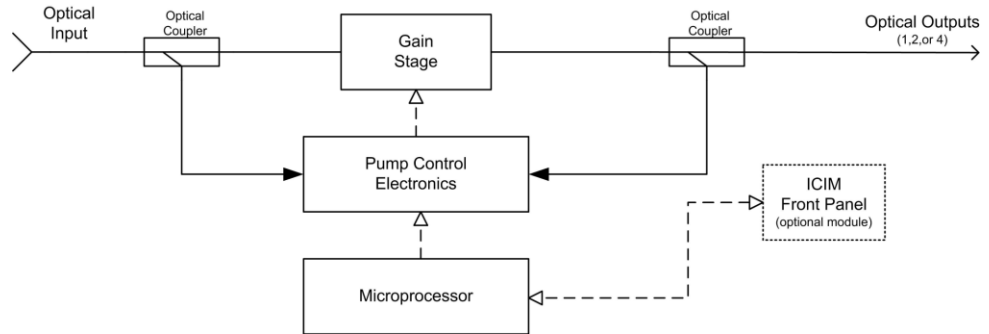 Optical
Input
Optical
Coupler
Gain
Stage
Optical
Coupler
Optical Outputs
(1,2,or 4)
Pump Control
Electronics
ICIM
Front Panel
(optional module)
Microprocessor